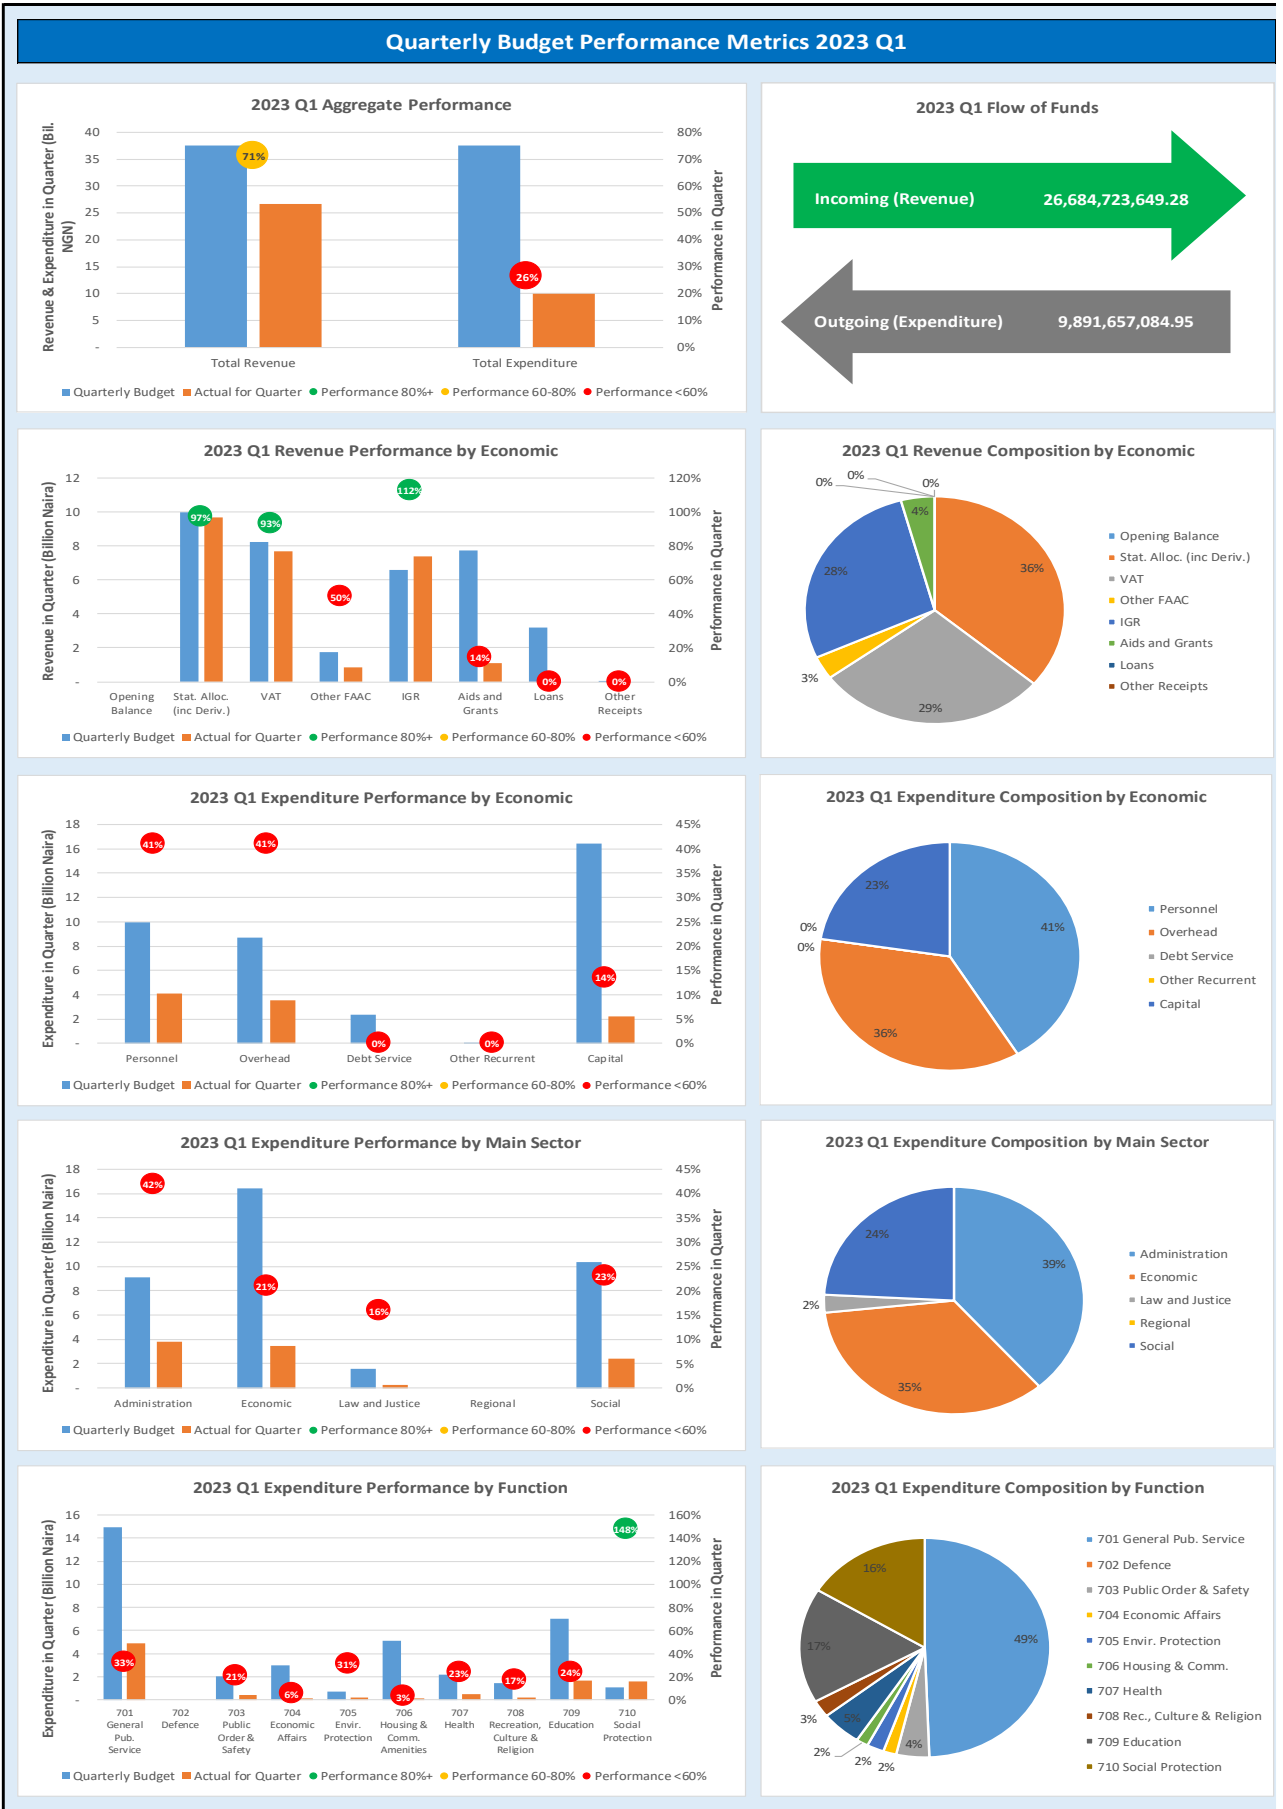 Quarterly Budget Performance Metrics 2023 Q1
2023 Q1 Aggregate Performance
Revenue & Expenditure in Quarter (Bil.
NGN)
40
35
30
25
20
15
10
5
-
80%
70%
60%
50%
40%
30%
20%
10%
0%
Performance in Quarter
71%
26%
Total Revenue
Total Expenditure
Quarterly Budget
Actual for Quarter
Performance 80%+
Performance 60-80%
Performance <60%
2023 Q1 Flow of Funds
Incoming (Revenue) 26,684,723,649.28
Outgoing (Expenditure) 9,891,657,084.95
2023 Q1 Revenue Performance by Economic
Revenue in Quarter (Billion Naira)
12
10
8
6
4
2
-
120%
100%
80%
60%
40%
20%
0%
Performance in Quarter
97%
93%
50%
112%
14%
0%
0%
Opening
Balance
Stat. Alloc.
(inc Deriv.)
VAT
Other FAAC
IGR
Aids and
Grants
Loans
Other
Receipts
Quarterly Budget
Actual for Quarter
Performance 80%+
Performance 60-80%
Performance <60%
2023 Q1 Revenue Composition by Economic
0%
0%
0%
4%
36%
28%
3%
29%
Opening Balance
Stat. Alloc. (inc Deriv.)
VAT
Other FAAC
IGR
Aids and Grants
Loans
Other Receipts
2023 Q1 Expenditure Performance by Economic
Expenditure in Quarter (Billion Naira)
18
16
14
12
10
8
6
4
2
-
45%
40%
35%
30%
25%
20%
15%
10%
5%
0%
Performance in Quarter
41%
41%
0%
0%
14%
Personnel
Overhead
Debt Service
Other Recurrent
Capital
Quarterly Budget
Actual for Quarter
Performance 80%+
Performance 60-80%
Performance <60%
2023 Q1 Expenditure Composition by Economic
23%
41%
0%
0%
36%
Personnel
Overhead
Debt Service
Other Recurrent
Capital
2023 Q1 Expenditure Performance by Main Sector
Expenditure in Quarter (Billion Naira)
18
16
14
12
10
8
6
4
2
-
45%
40%
35%
30%
25%
20%
15%
10%
5%
0%
Performance in Quarter
42%
21%
16%
23%
Administration
Economic
Law and Justice
Regional
Social
Quarterly Budget
Actual for Quarter
Performance 80%+
Performance 60-80%
Performance <60%
2023 Q1 Expenditure Composition by Main Sector
24%
39%
2%
35%
Administration
Economic
Law and Justice
Regional
Social
2023 Q1 Expenditure Performance by Function
Expenditure in Quarter (Billion Naira)
16
14
12
10
8
6
4
2
-
160%
140%
120%
100%
80%
60%
40%
20%
0%
Performance in Quarter
33%
21%
6%
31%
3%
23%
17%
24%
148%
701
General
Pub.
Service
702
Defence
703
Public
Order &
Safety
704
Economic
Affairs
705
Envir.
Protection
706
Housing &
Comm.
Amenities
707
Health
708
Recreation,
Culture &
Religion
709
Education
710
Social
Protection
Quarterly Budget
Actual for Quarter
Performance 80%+
Performance 60-80%
Performance <60%
2023 Q1 Expenditure Composition by Function
16%
49%
17%
3%
5%
2%
2%
2%
4%
701 General Pub. Service
702 Defence
703 Public Order & Safety
704 Economic Affairs
705 Envir. Protection
706 Housing & Comm.
707 Health
708 Rec., Culture & Religion
709 Education
710 Social Protection